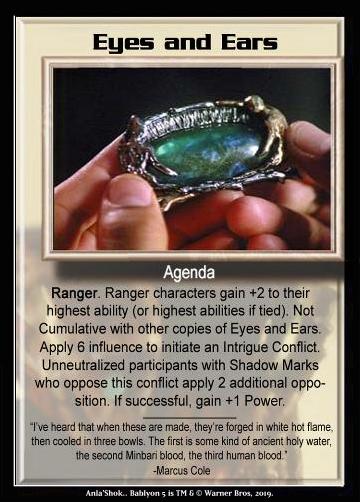 Eyes and Ears
Agenda
Ranger. Ranger characters gain +2 to their
highest ability (or highest abilities if tied). Not
Cumulative with other copies of Eyes and Ears.
Apply 6 influence to initiate an Intrigue Conflict.
Unneutralized participants with Shadow Marks
who oppose this conflict apply 2 additional oppo-
sition. If successful, gain +1 Power.
“I’ve heard that when these are made, they’re forged in white hot flame,
then cooled in three bowls. The first is some kind of ancient holy water,
the second Minbari blood, the third human blood.”
-Marcus Cole
Anla’Shok.. Bablyon 5 is TM & © Warner Bros, 2019.